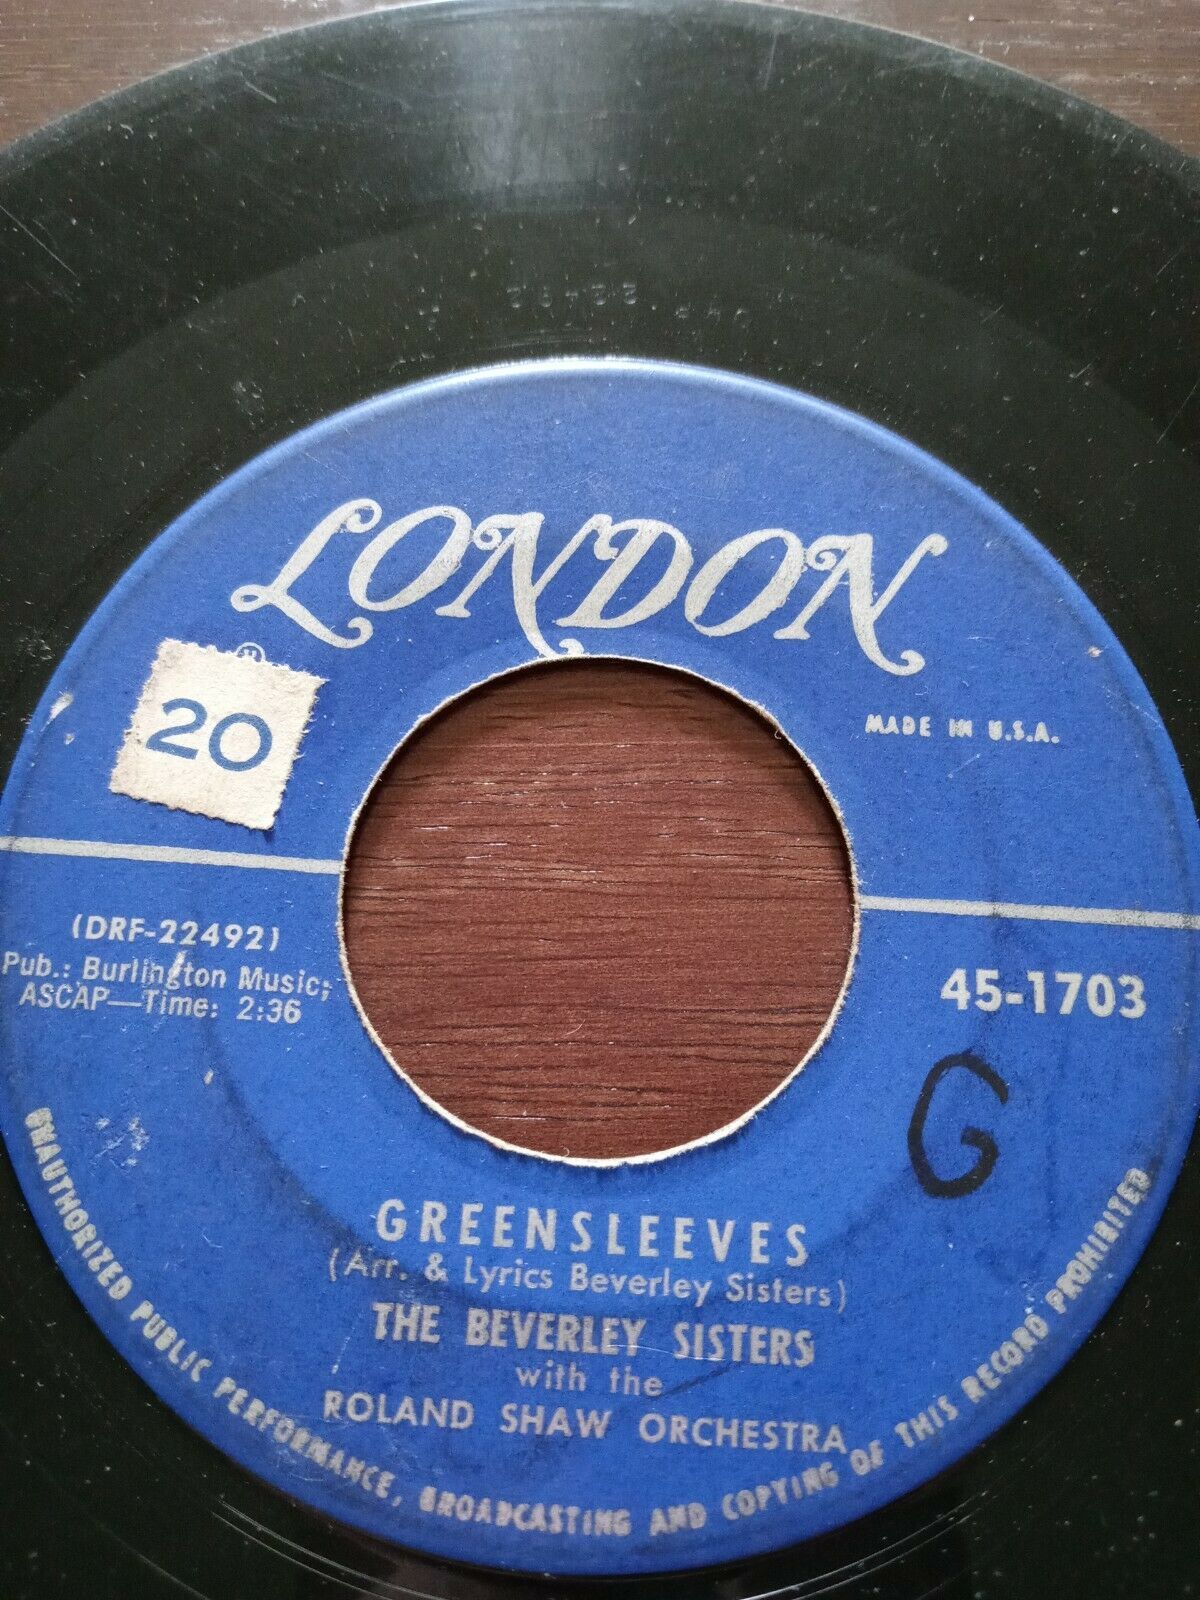 LONDON
20
MADE IN U.S.A.
(DRF-22492)
Pub.: Burlington Music;
ASCAP—Time: 2:36
45-1703
G
GREENSLEEVES
(Arr. & Lyrics Beverley Sisters)
THE BEVERLEY SISTERS
with the
ROLAND SHAW ORCHESTRA
UNAUTHORIZED PUBLIC PERFORMANCE, BROADCASTING AND COPYING OF THIS RECORD PROHIBITED